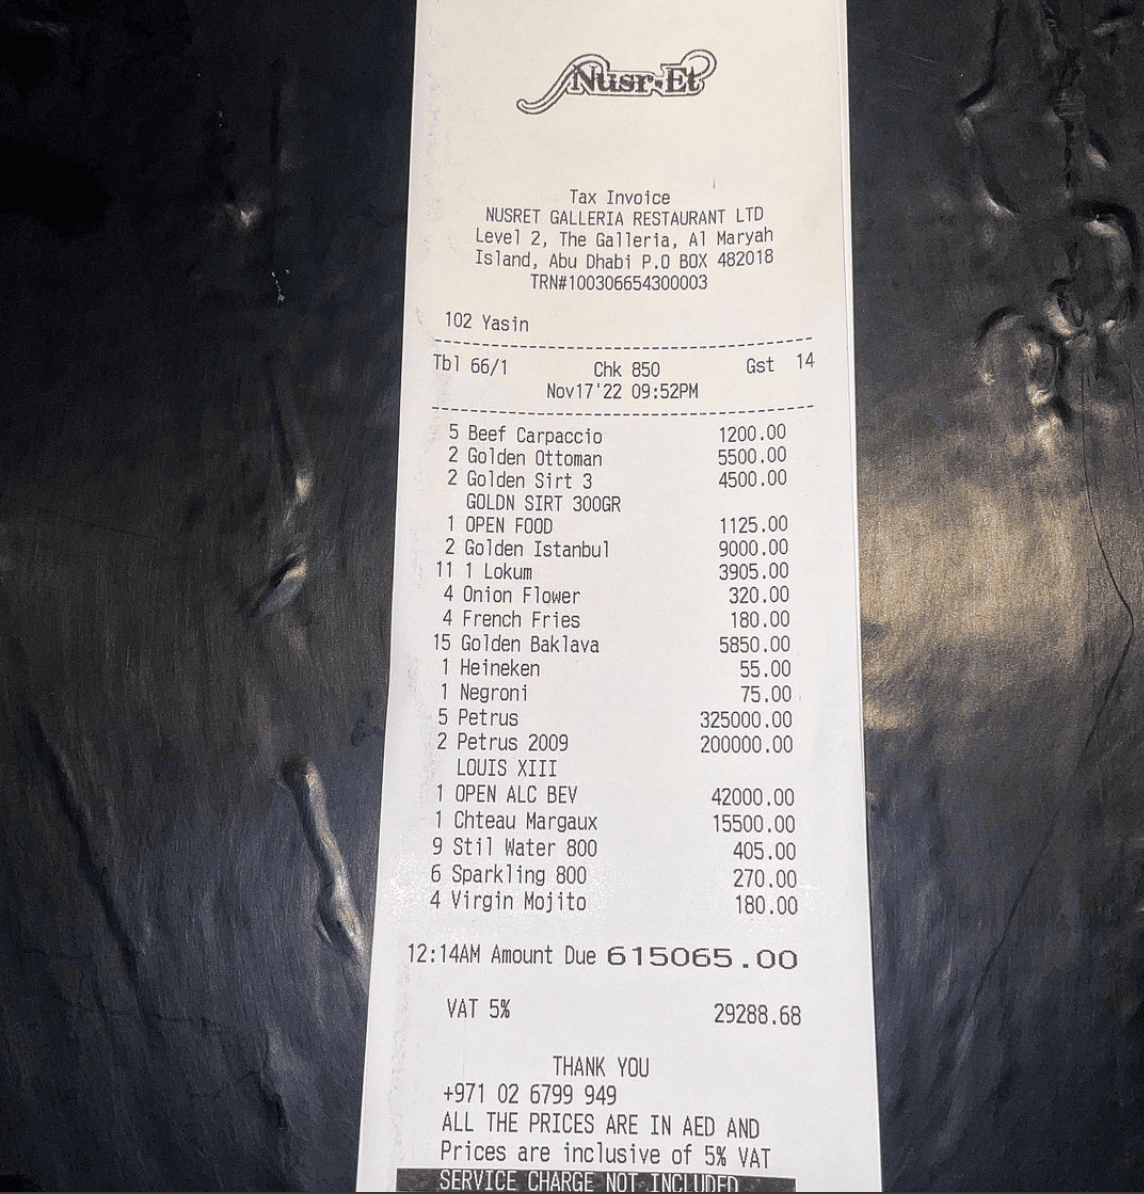 Nusr-Et
Tax Invoice
NUSRET GALLERIA RESTAURANT LTD
Level 2, The Galleria, Al Maryah
Island, Abu Dhabi P.O BOX 482018
TRN#100306654300003
102 Yasin
Tbl 66/1 Chk 850 Gst 14
Nov17'22 09:52PM
5 Beef Carpaccio 1200.00
2 Golden Ottoman 5500.00
2 Golden Sirt 3 4500.00
GOLDN SIRT 300GR
1 OPEN FOOD 1125.00
2 Golden Istanbul 9000.00
11 1 Lokum 3905.00
4 Onion Flower 320.00
4 French Fries 180.00
15 Golden Baklava 5850.00
1 Heineken 55.00
1 Negroni 75.00
5 Petrus 325000.00
2 Petrus 2009 200000.00
LOUIS XIII
1 OPEN ALC BEV 42000.00
1 Chteau Margaux 15500.00
9 Stil Water 800 405.00
6 Sparkling 800 270.00
4 Virgin Mojito 180.00
12:14AM Amount Due 615065.00
VAT 5% 29288.68
THANK YOU
+971 02 6799 949
ALL THE PRICES ARE IN AED AND
Prices are inclusive of 5% VAT
SERVICE CHARGE NOT INCLUDED